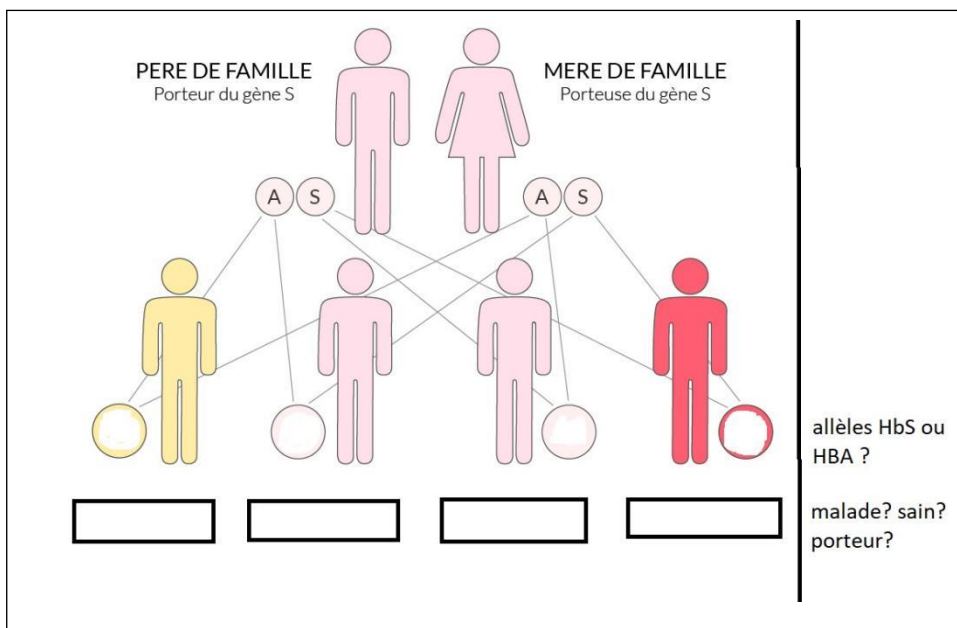 PERE DE FAMILLE
Porteur du gène S
MERE DE FAMILLE
Porteuse du gène S
A S
A S
allèles HbS ou
HBA ?
malade? sain?
porteur?